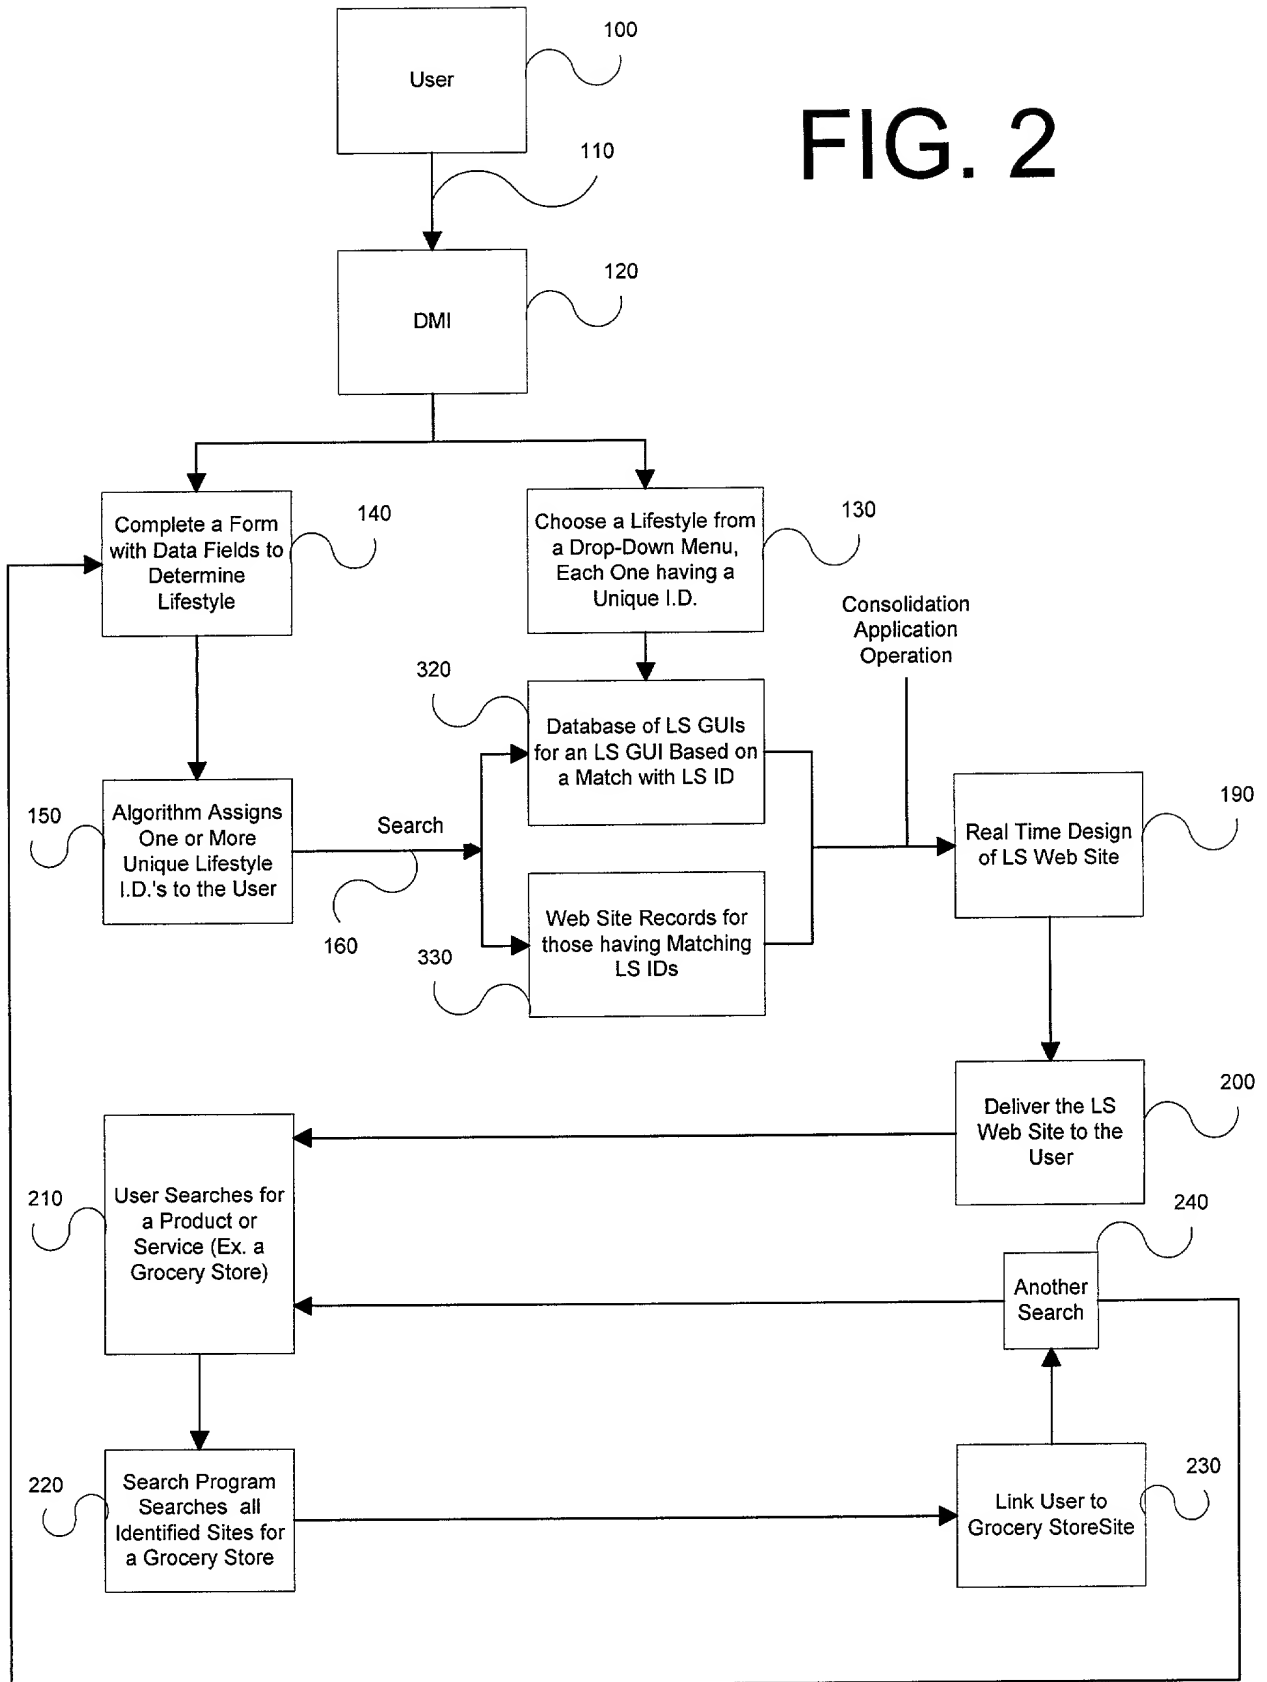 100
User
FIG. 2
110
120
DMI
140
Complete a Form
with Data Fields to
Determine
Lifestyle
130
Choose a Lifestyle from
a Drop-Down Menu,
Each One having a
Unique I.D.
Consolidation
Application
Operation
320
Database of LS GUIs
for an LS GUI Based on
a Match with LS ID
150
Algorithm Assigns
One or More
Unique Lifestyle
I.D.'s to the User
Search
160
190
Real Time Design
of LS Web Site
330
Web Site Records for
those having Matching
LS IDs
200
Deliver the LS
Web Site to the
User
210
User Searches for
a Product or
Service (Ex. a
Grocery Store)
240
Another
Search
220
Search Program
Searches all
Identified Sites for
a Grocery Store
230
Link User to
Grocery StoreSite